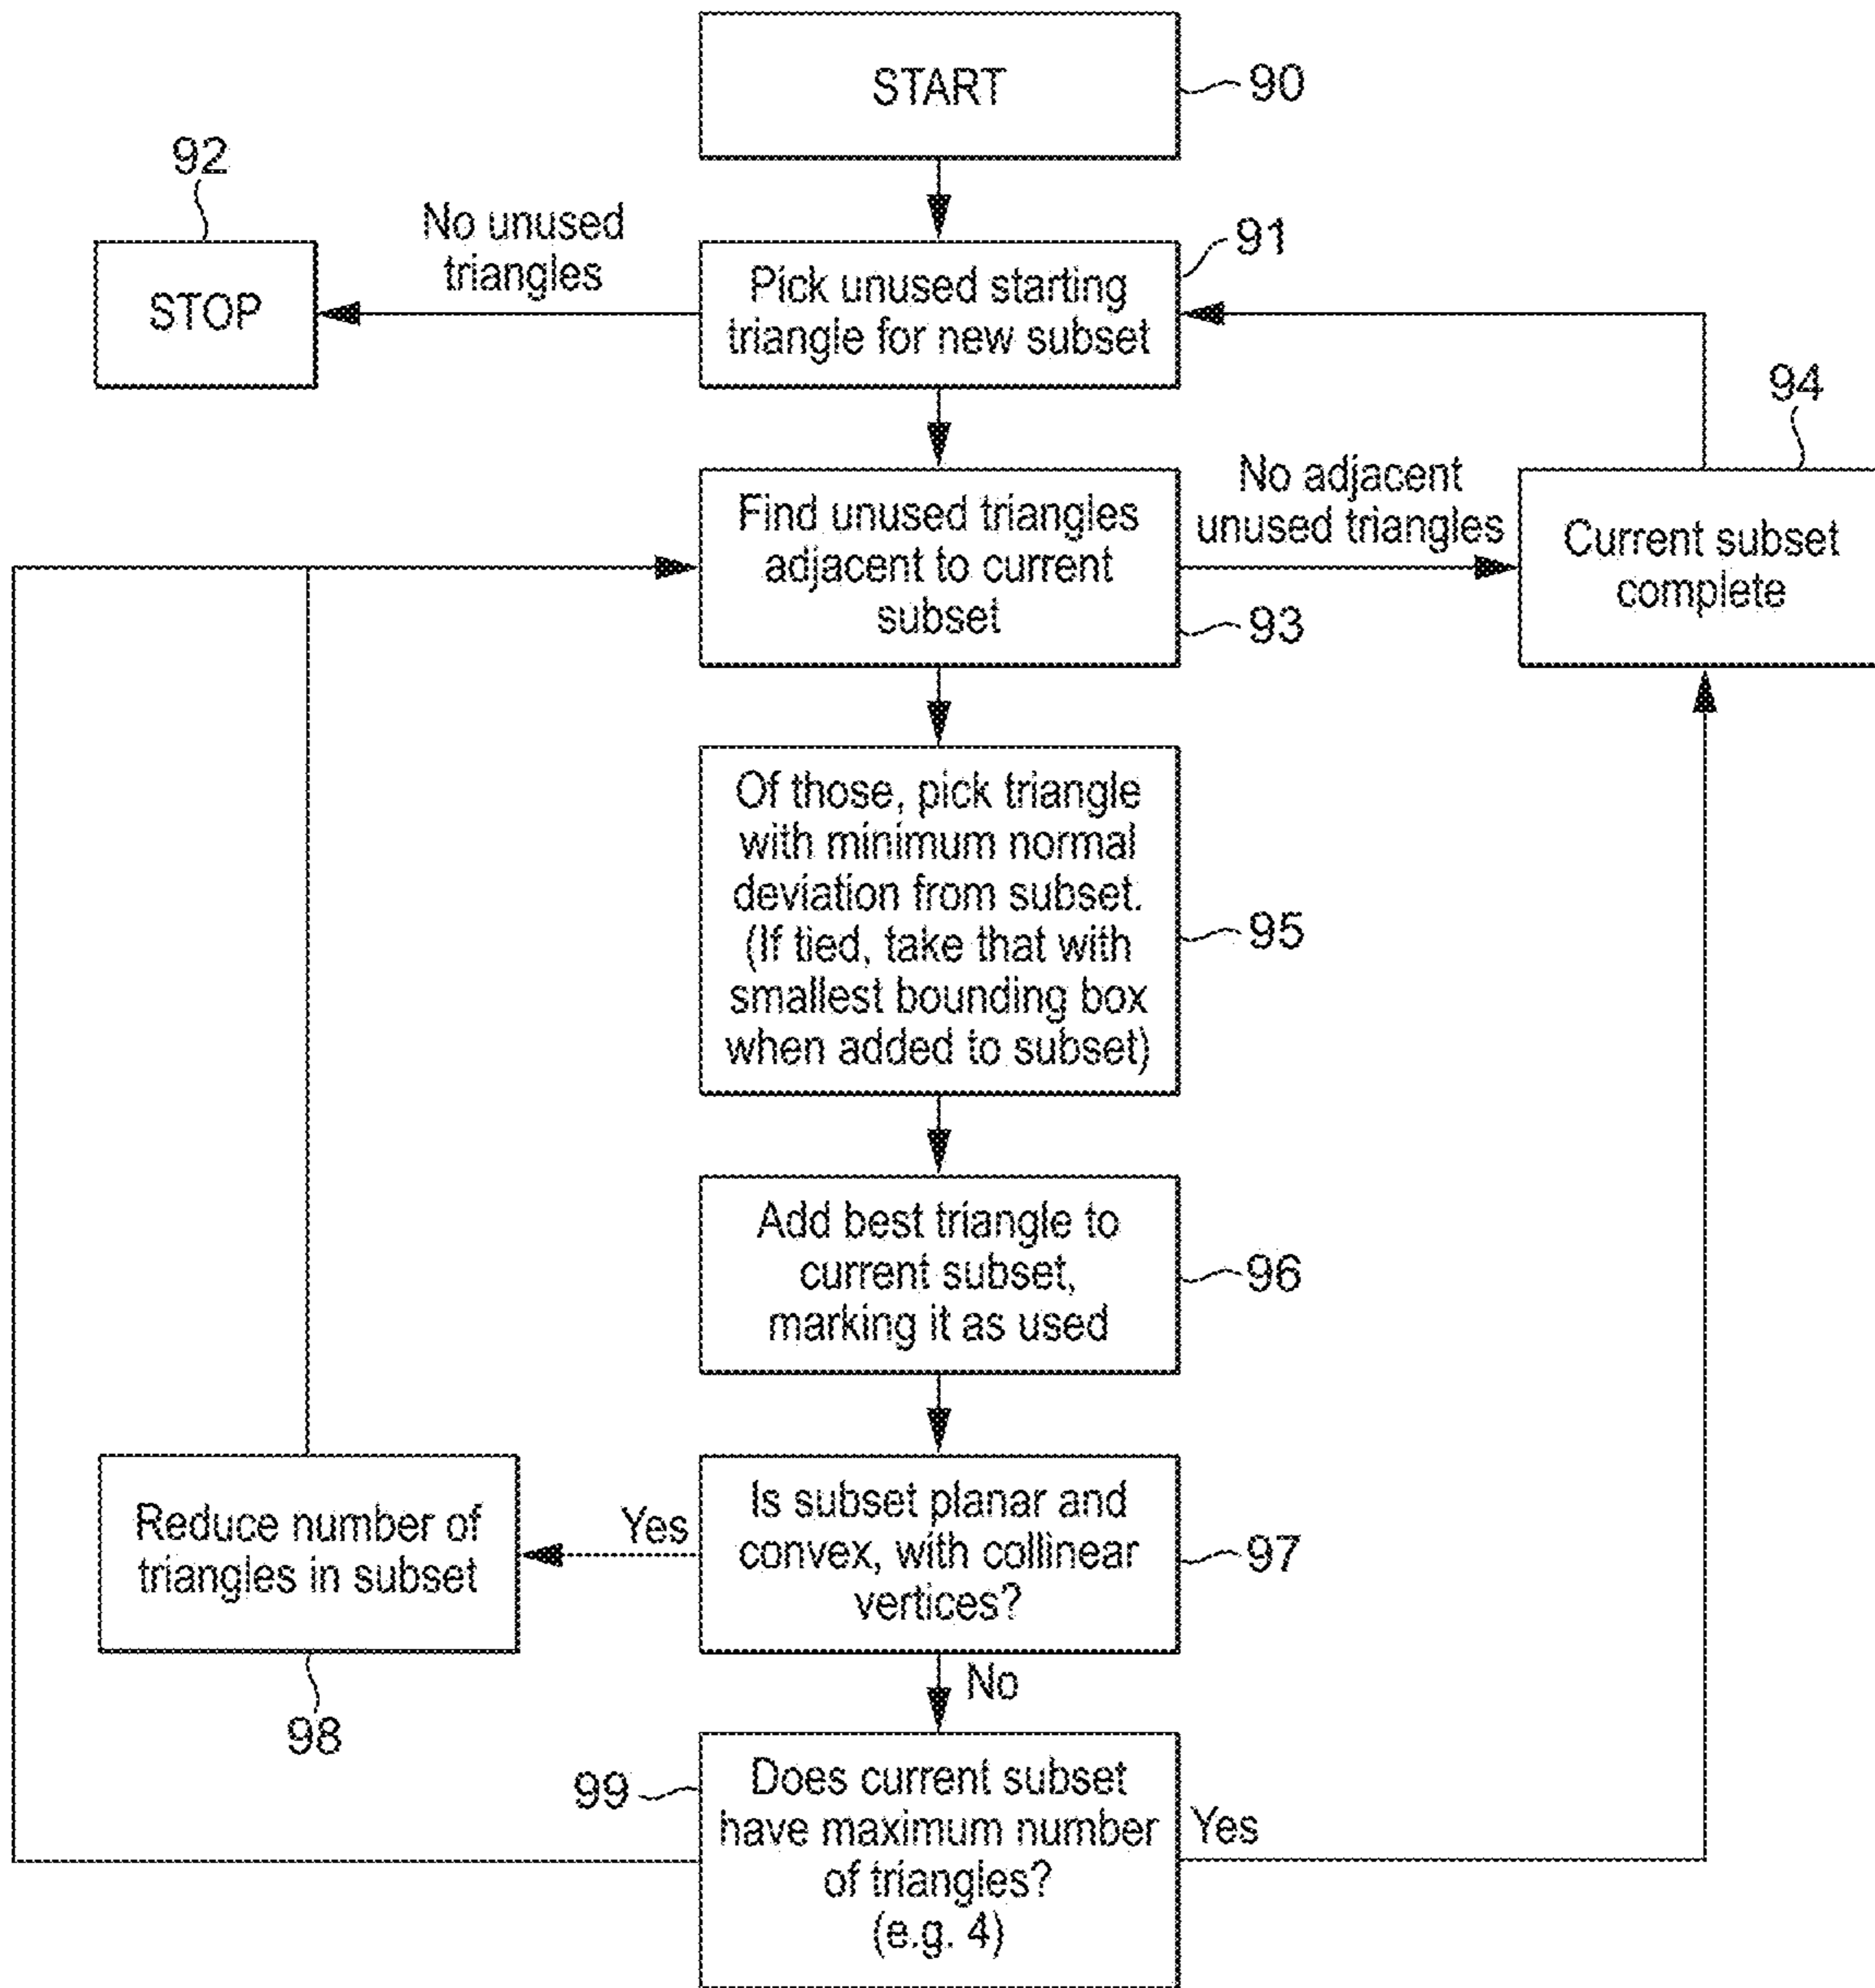 START
90
92
No unused
triangles
STOP
91
Pick unused starting
triangle for new subset
94
No adjacent
unused triangles
Find unused triangles
adjacent to current
subset
93
Current subset
complete
Of those, pick triangle
with minimum normal
deviation from subset.
(If tied, take that with
smallest bounding box
when added to subset)
95
Add best triangle to
current subset,
marking it as used
96
Is subset planar and
convex, with collinear
vertices?
97
Yes
Reduce number of
triangles in subset
98
No
99
Does current subset
have maximum number
of triangles?
(e.g. 4)
Yes